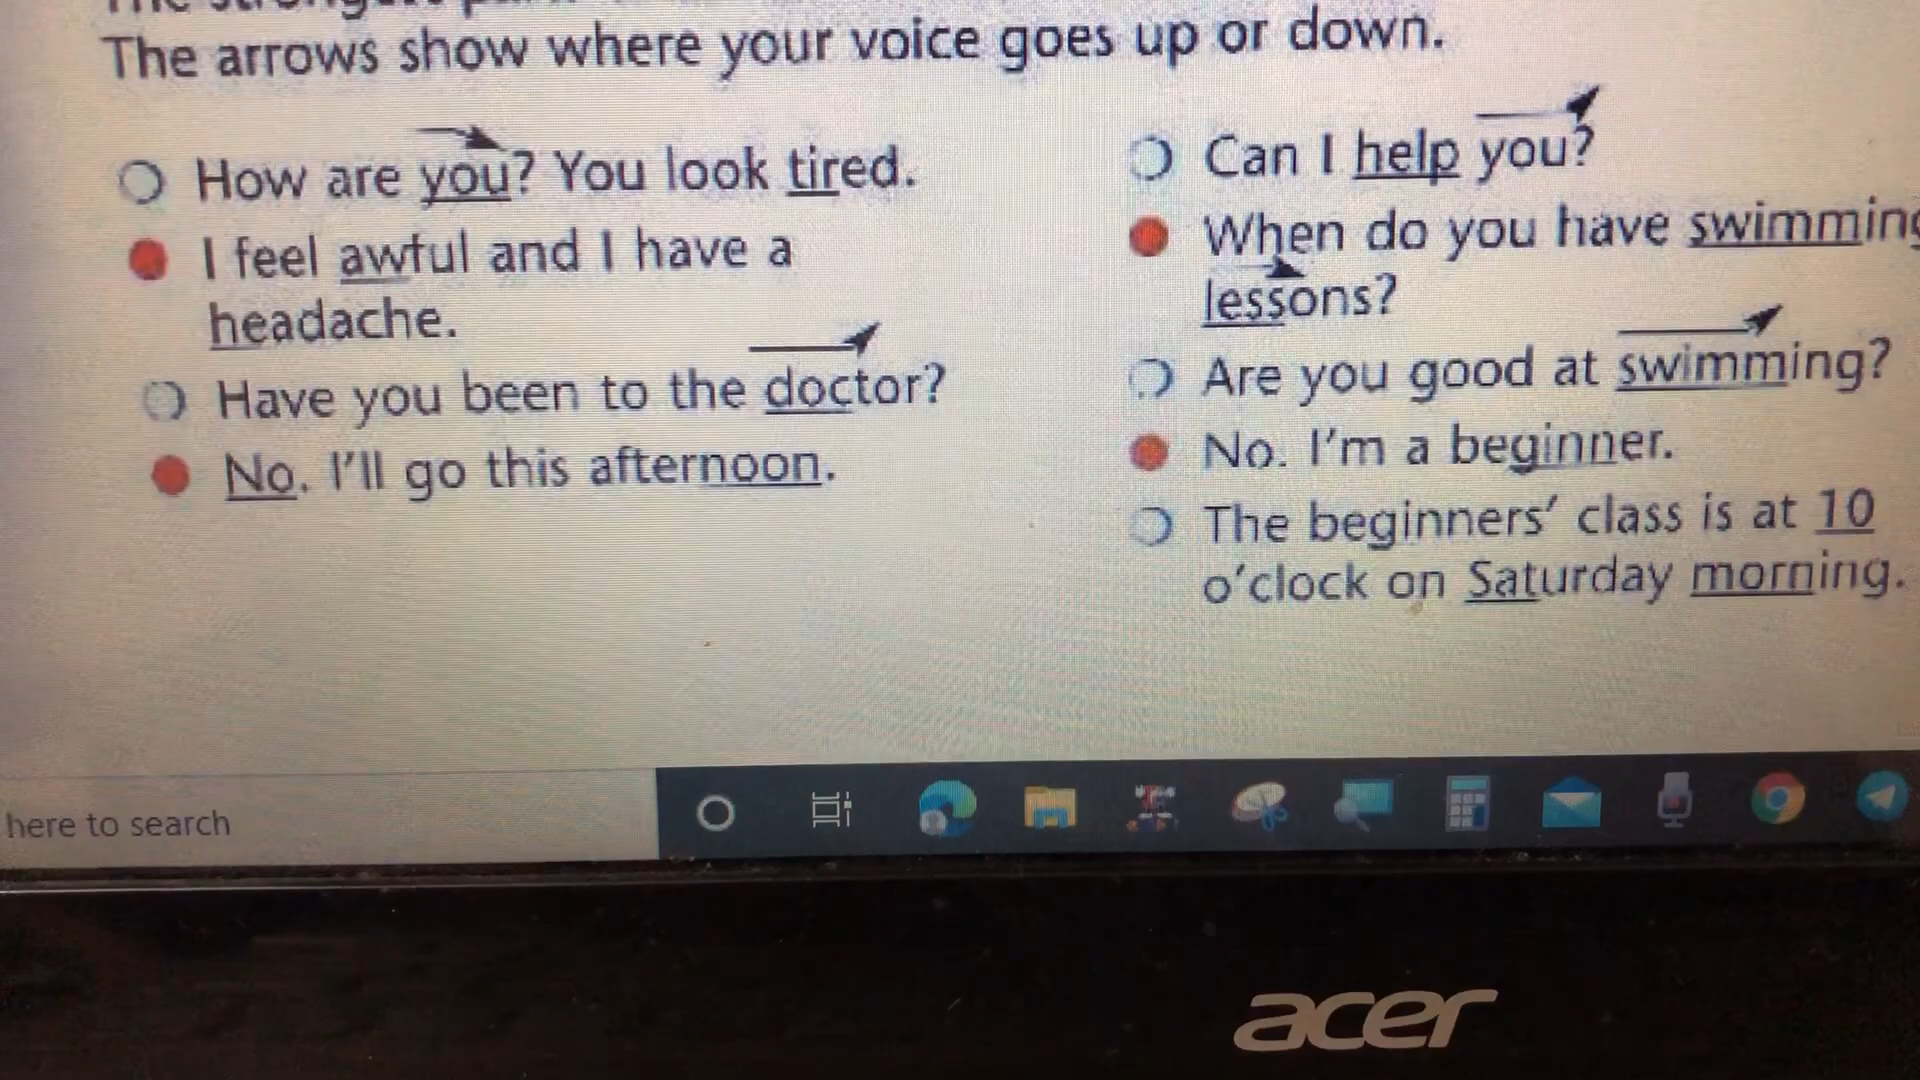 The arrows show where your voice goes up or down.
How are you? You look tired.
I feel awful and I have a
headache.
Have you been to the doctor?
No. I'll go this afternoon.
Can I help you?
When do you have swimming
lessons?
Are you good at swimming?
No. I'm a beginner.
The beginners' class is at 10
o'clock on Saturday morning.
here to search
acer